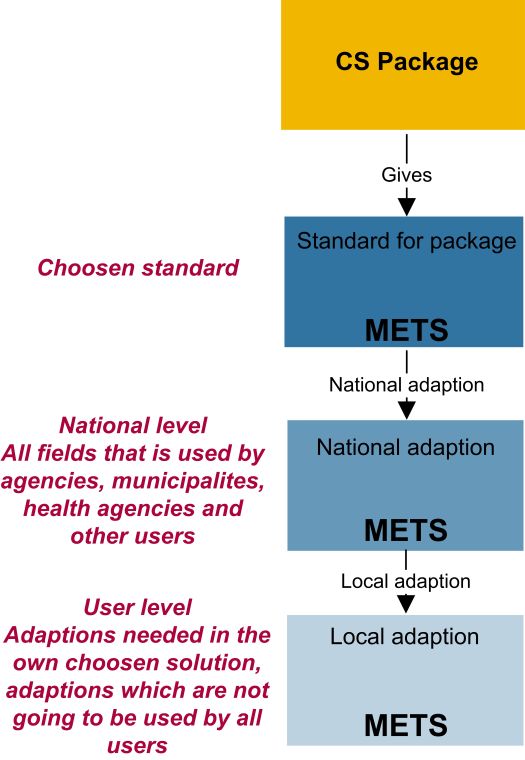 CS Package
Gives
Choosen standard
Standard for package
METS
National adaption
National level
All fields that is used by
agencies, municipalites,
health agencies and
other users
National adaption
METS
Local adaption
User level
Adaptions needed in the
own choosen solution,
adaptions which are not
going to be used by all
users
Local adaption
METS